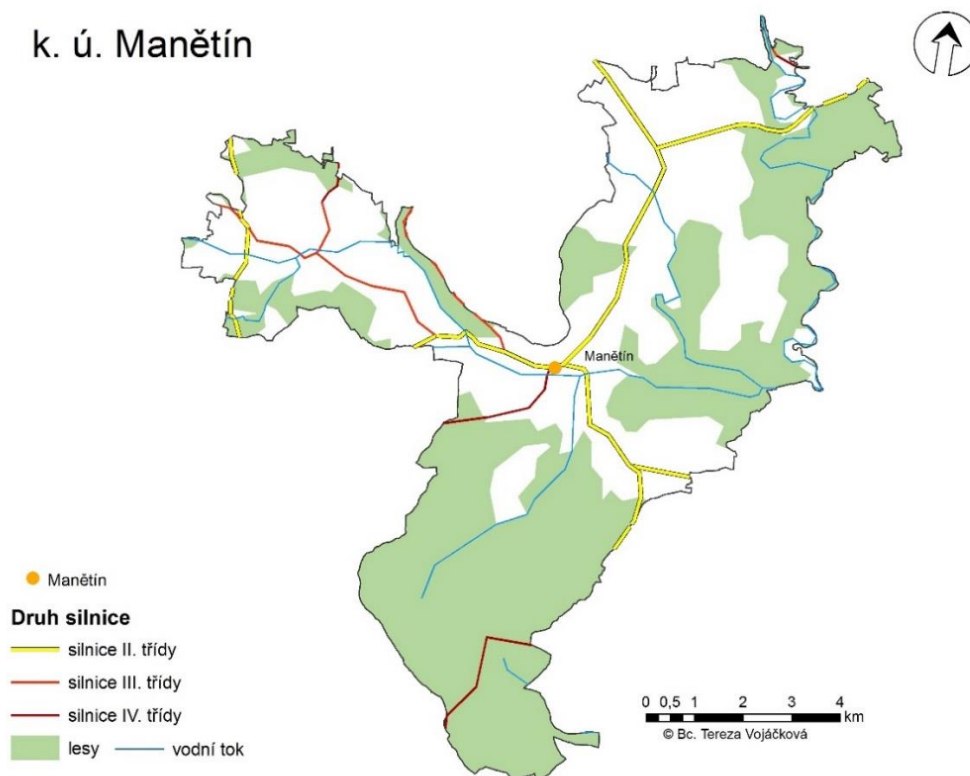 k. ú. Manětín
Manětín
Manětín
Druh silnice
silnice II. třídy
silnice III. třídy
silnice IV. třídy
lesy vodní tok
0 0,5 1 2 3 4
km
© Bc. Tereza Vojáčková